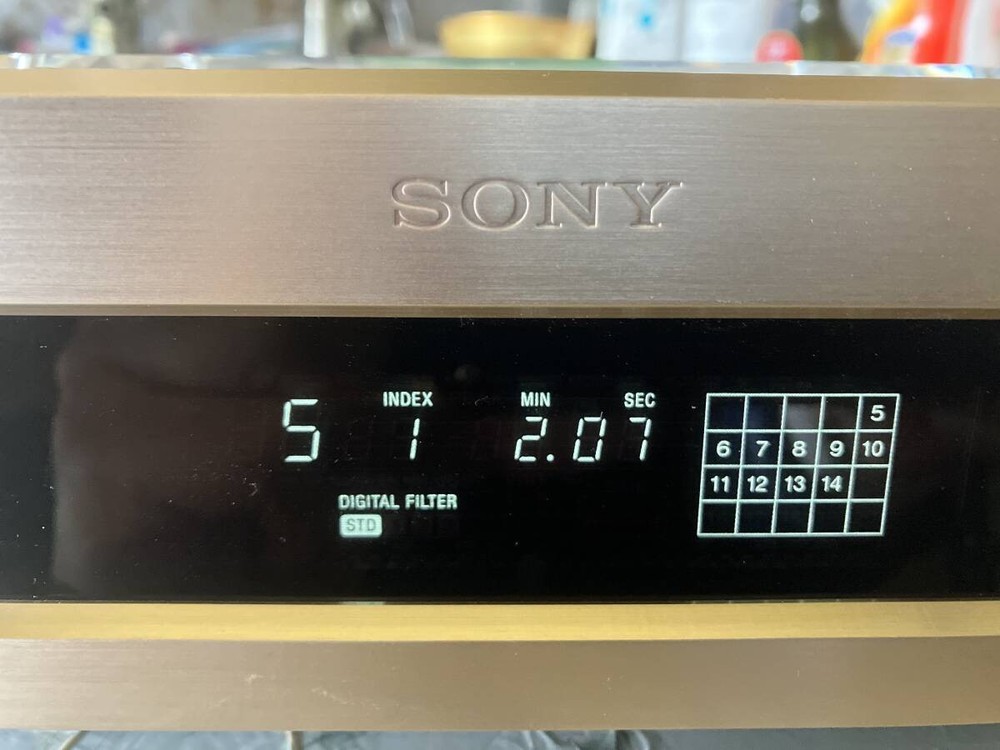 SONY
INDEX MIN SEC
5 1 2.07
DIGITAL FILTER
STD
5
6 7 8 9 10
11 12 13 14